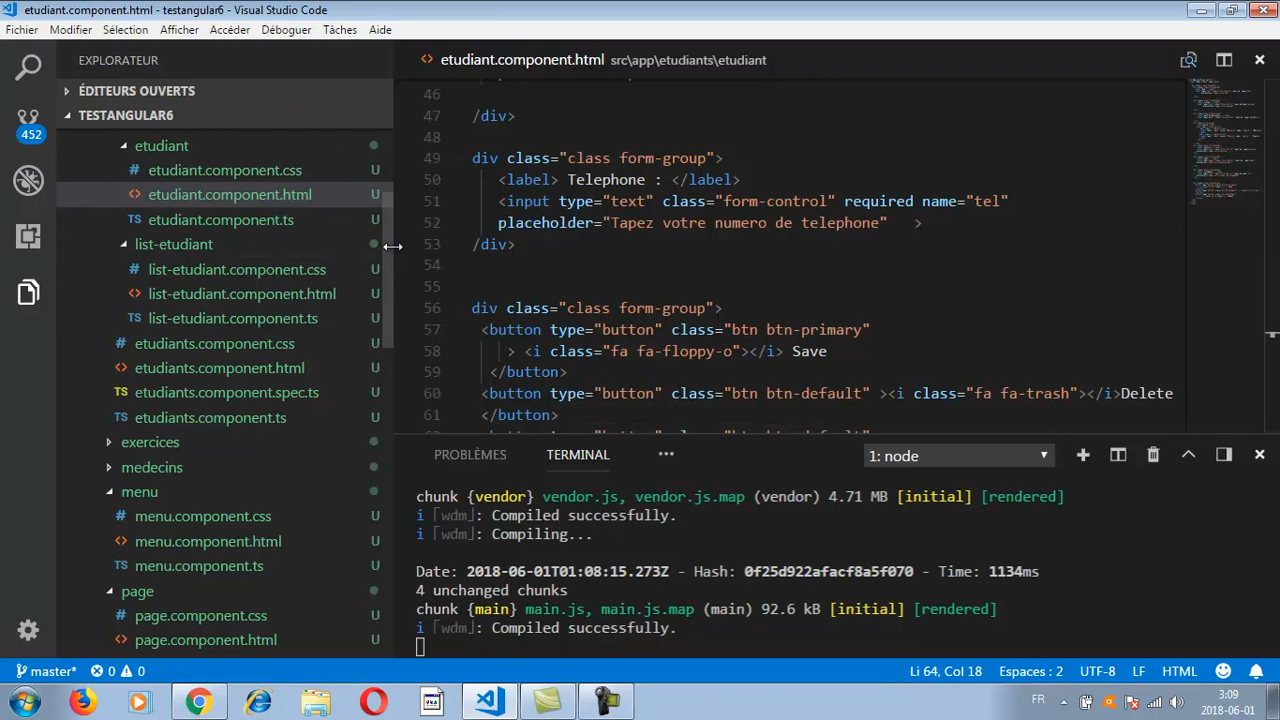 etudiant.component.html - testangular6 - Visual Studio Code
Fichier Modifier Sélection Afficher Accéder Déboguer Tâches Aide
EXPLORATEUR
ÉDITEURS OUVERTS
TESTANGULAR6
452
etudiant
# etudiant.component.css U
<> etudiant.component.html U
TS etudiant.component.ts U
list-etudiant
# list-etudiant.component.css U
<> list-etudiant.component.html U
TS list-etudiant.component.ts U
# etudiants.component.css U
<> etudiants.component.html U
TS etudiants.component.spec.ts U
TS etudiants.component.ts U
exercices
medecins
menu
# menu.component.css U
<> menu.component.html U
TS menu.component.ts U
page
# page.component.css U
<> page.component.html U
<> etudiant.component.html src\app\etudiants\etudiant
46
47 /div>
48
49 div class="class form-group">
50 <label> Telephone : </label>
51 <input type="text" class="form-control" required name="tel"
52 placeholder="Tapez votre numero de telephone" >
53 /div>
54
55
56 div class="class form-group">
57 <button type="button" class="btn btn-primary"
58 > <i class="fa fa-floppy-o"></i> Save
59 </button>
60 <button type="button" class="btn btn-default" ><i class="fa fa-trash"></i>Delete
61 </button>
PROBLÈMES TERMINAL ••• 1: node
chunk {vendor} vendor.js, vendor.js.map (vendor) 4.71 MB [initial] [rendered]
i ｢wdm｣: Compiled successfully.
i ｢wdm｣: Compiling...
Date: 2018-06-01T01:08:15.273Z - Hash: 0f25d922afacf8a5f070 - Time: 1134ms
4 unchanged chunks
chunk {main} main.js, main.js.map (main) 92.6 kB [initial] [rendered]
i ｢wdm｣: Compiled successfully.
master* 0 0 Li 64, Col 18 Espaces : 2 UTF-8 LF HTML
FR 3:09
2018-06-01